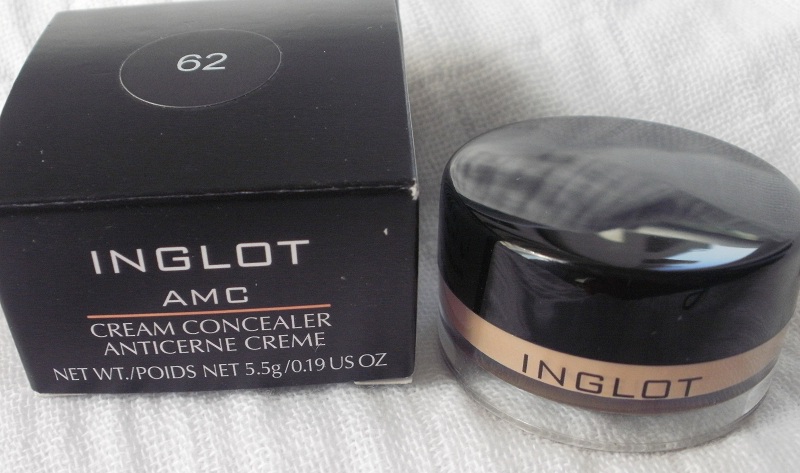 62
INGLOT
AMC
CREAM CONCEALER
ANTICERNE CREME
NET WT./POIDS NET 5.5g/0.19 US OZ
INGLOT